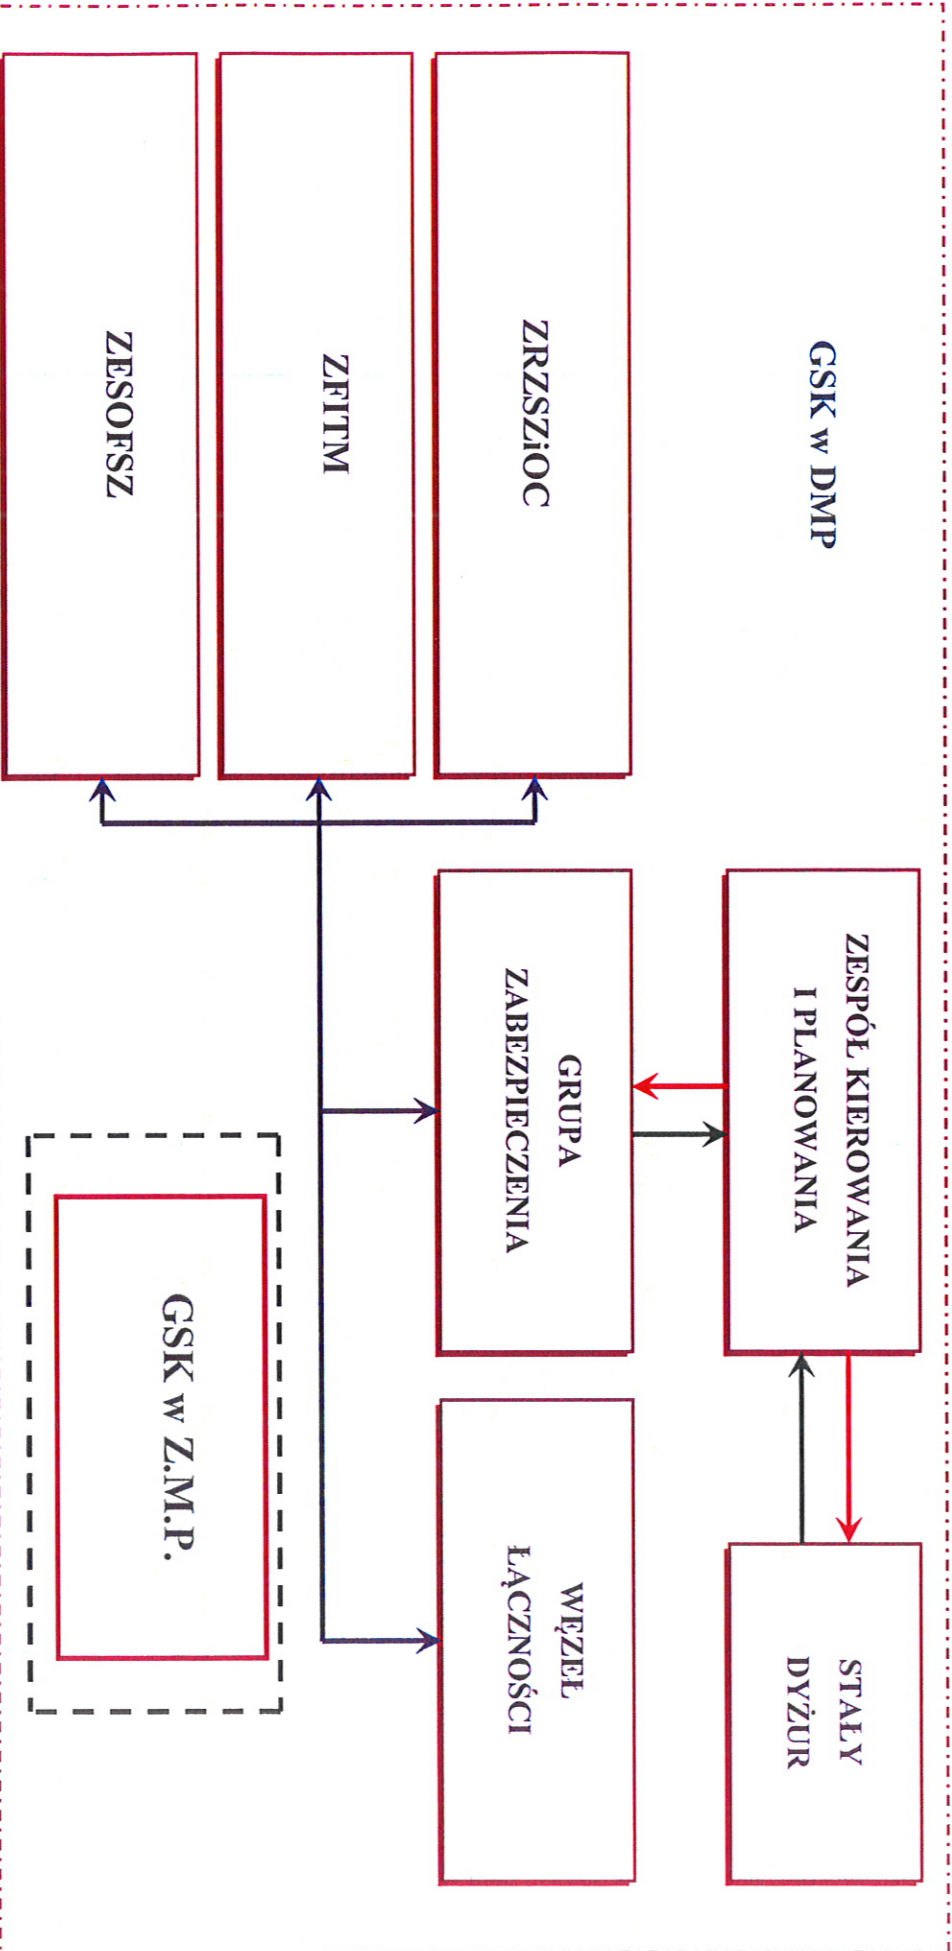 GSK w DMP
ZESPÓŁ KIEROWANIA
I PLANOWANIA
STAŁY
DYŻUR
ZRZSZiOC
GRUPA
ZABEZPIECZENIA
WĘZEŁ
ŁĄCZNOŚCI
ZFITM
ZESOFSZ
GSK w Z.M.P.